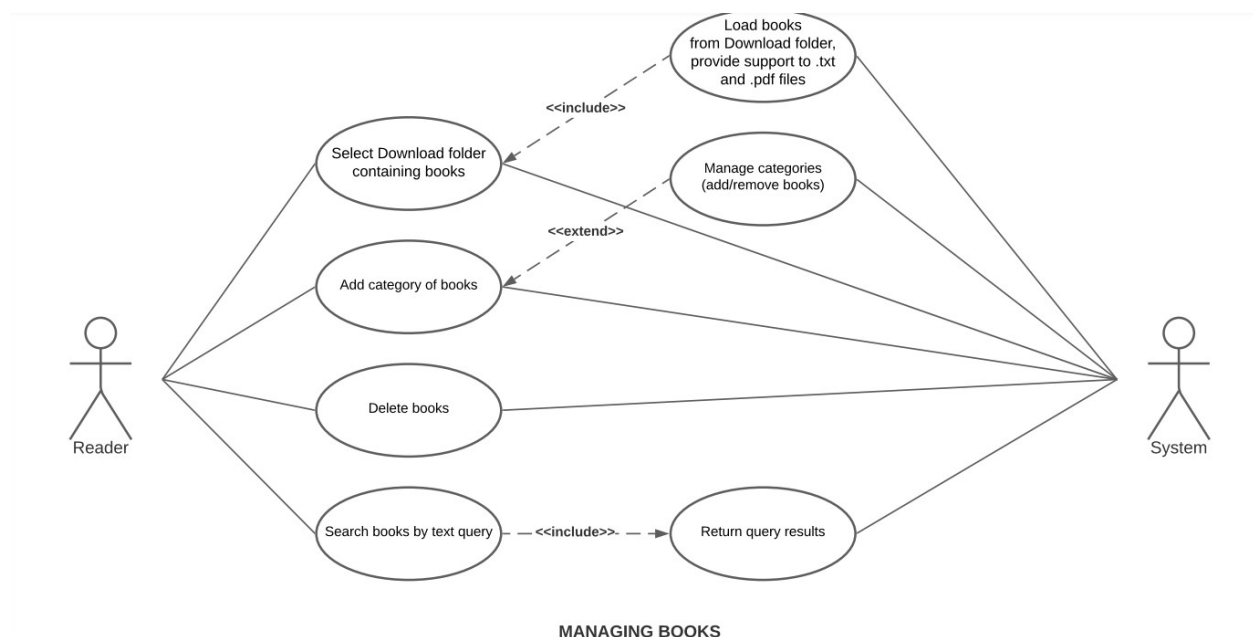 Load books
from Download folder,
provide support to .txt
and .pdf files
<<include>>
Select Download folder
containing books
Manage categories
(add/remove books)
<<extend>>
Add category of books
Delete books
Reader
System
Search books by text query
<<include>>
Return query results
MANAGING BOOKS